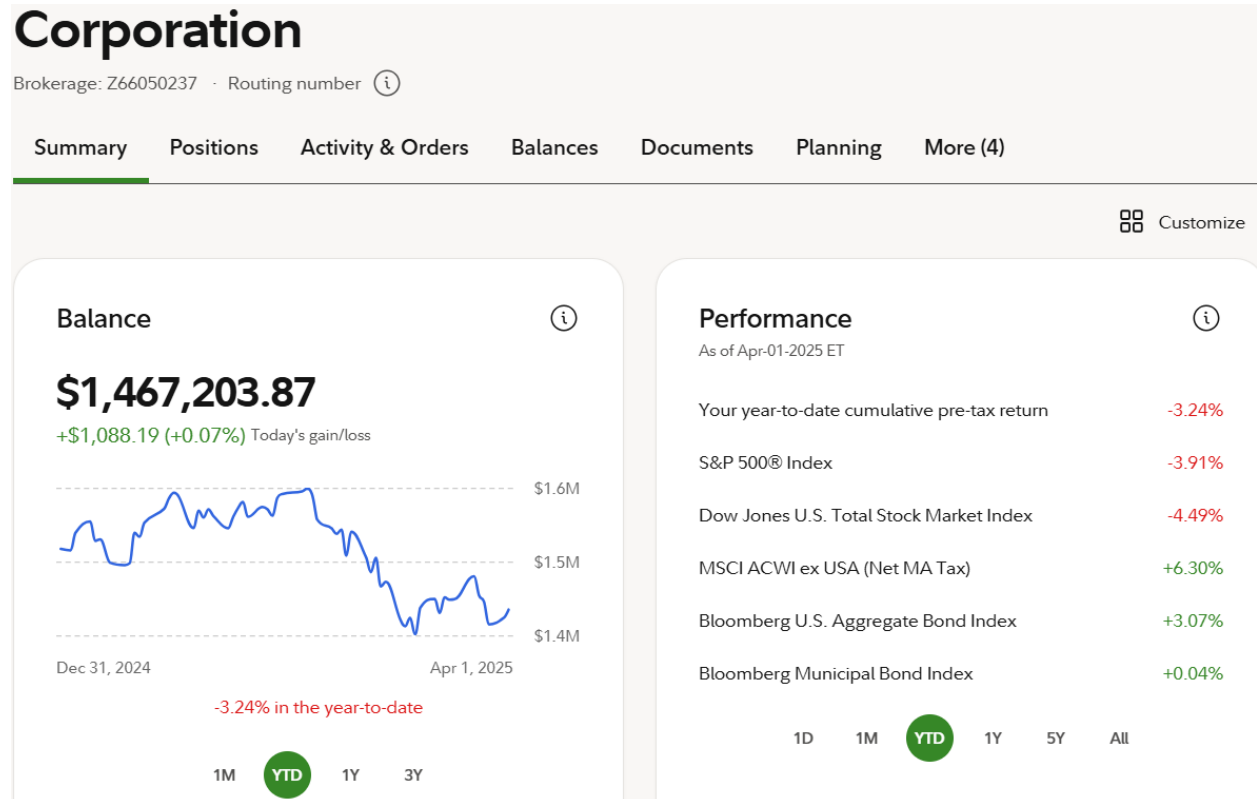 Corporation
Brokerage: Z66050237 · Routing number i
Summary Positions Activity & Orders Balances Documents Planning More (4)
Customize
Balance i
$1,467,203.87
+$1,088.19 (+0.07%) Today's gain/loss
$1.6M
$1.5M
$1.4M
Dec 31, 2024 Apr 1, 2025
-3.24% in the year-to-date
1M YTD 1Y 3Y
Performance i
As of Apr-01-2025 ET
Your year-to-date cumulative pre-tax return -3.24%
S&P 500® Index -3.91%
Dow Jones U.S. Total Stock Market Index -4.49%
MSCI ACWI ex USA (Net MA Tax) +6.30%
Bloomberg U.S. Aggregate Bond Index +3.07%
Bloomberg Municipal Bond Index +0.04%
1D 1M YTD 1Y 5Y All